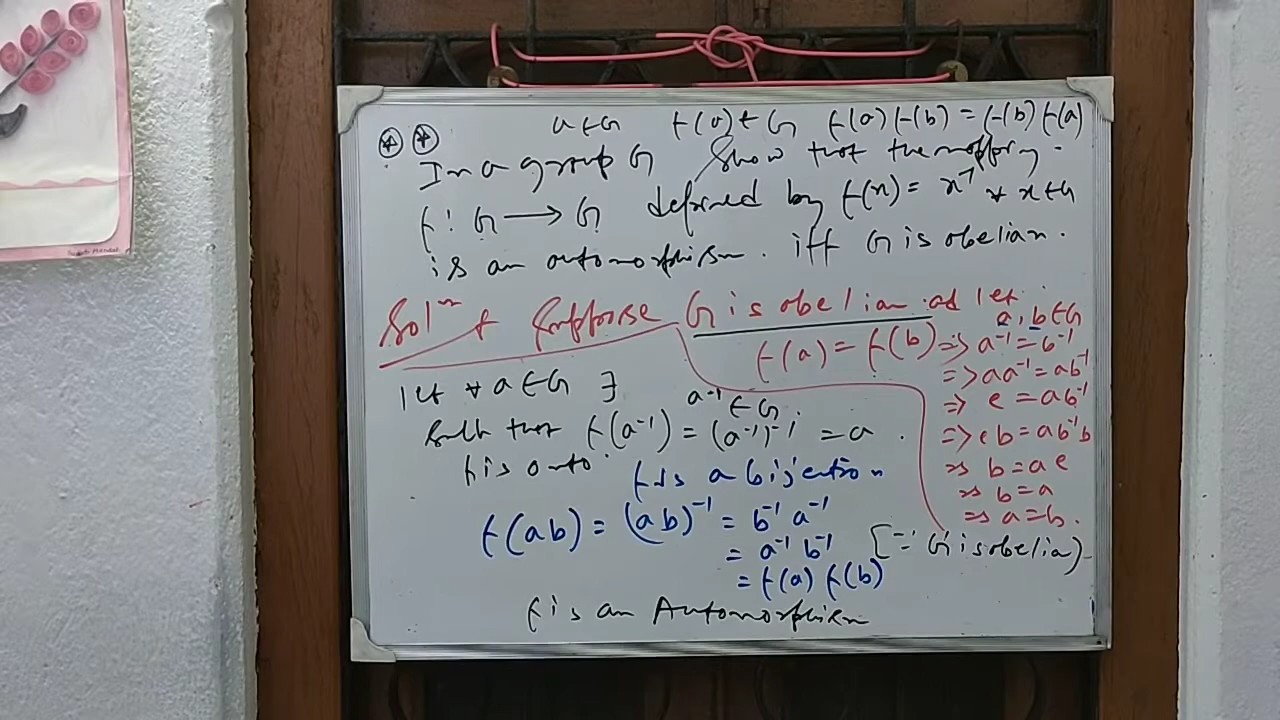 a ∈ G f(a) ∈ G f(a) f(b) = f(b) f(a)
In a group G Show that the mapping
f : G → G defined by f(x) = x⁻¹ ∀ x ∈ G
is an automorphism. iff G is abelian.
Solⁿ Suppose G is abelian and let a, b ∈ G
f(a) = f(b) => a⁻¹ = b⁻¹
=> aa⁻¹ = ab⁻¹
=> e = ab⁻¹
=> eb = ab⁻¹b
=> b = ae
=> b = a
=> a = b.
let ∀ a ∈ G ∃ a⁻¹ ∈ G.
Such that f(a⁻¹) = (a⁻¹)⁻¹ = a.
f is onto.
f is a bijection
f(ab) = (ab)⁻¹ = b⁻¹ a⁻¹
= a⁻¹ b⁻¹ [∵ G is abelian)
= f(a) f(b)
f is an Automorphism